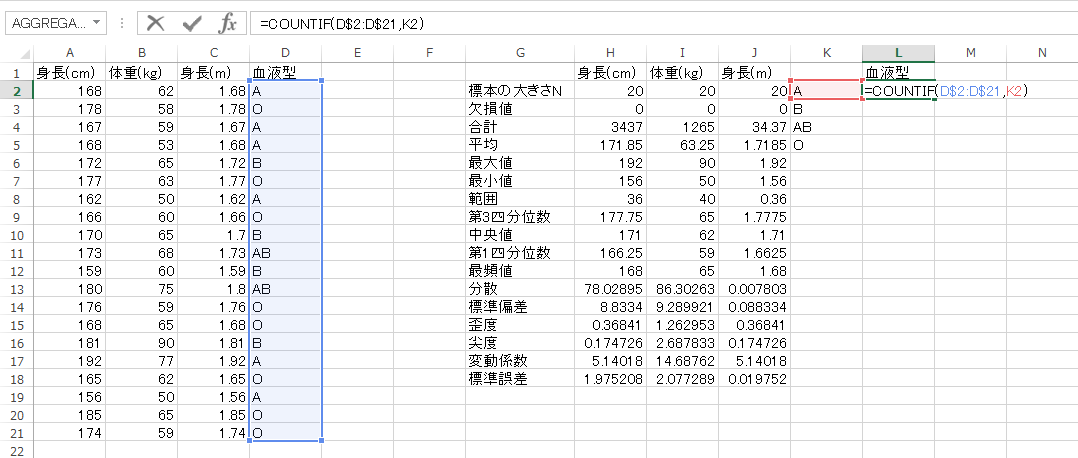 AGGREGA... =COUNTIF(D$2:D$21,K2)
A B C D E F G H I J K L M N
1 身長(cm) 体重(kg) 身長(m) 血液型 身長(cm) 体重(kg) 身長(m) 血液型
2 168 62 1.68 A 標本の大きさN 20 20 20 A =COUNTIF(D$2:D$21,K2)
3 178 58 1.78 O 欠損値 0 0 0 B
4 167 59 1.67 A 合計 3437 1265 34.37 AB
5 168 53 1.68 A 平均 171.85 63.25 1.7185 O
6 172 65 1.72 B 最大値 192 90 1.92
7 177 63 1.77 O 最小値 156 50 1.56
8 162 50 1.62 A 範囲 36 40 0.36
9 166 60 1.66 O 第3四分位数 177.75 65 1.7775
10 170 65 1.7 B 中央値 171 62 1.71
11 173 68 1.73 AB 第1四分位数 166.25 59 1.6625
12 159 60 1.59 B 最頻値 168 65 1.68
13 180 75 1.8 AB 分散 78.02895 86.30263 0.007803
14 176 59 1.76 O 標準偏差 8.8334 9.289921 0.088334
15 168 65 1.68 O 歪度 0.36841 1.262953 0.36841
16 181 90 1.81 B 尖度 0.174726 2.687833 0.174726
17 192 77 1.92 A 変動係数 5.14018 14.68762 5.14018
18 165 62 1.65 O 標準誤差 1.975208 2.077289 0.019752
19 156 50 1.56 A
20 185 65 1.85 O
21 174 59 1.74 O
22